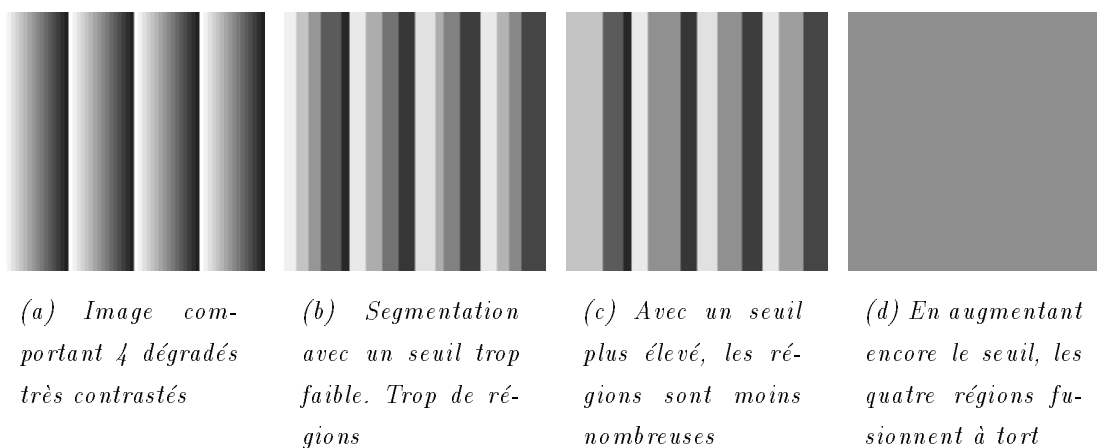 (a) Image com-
portant 4 dégradés
très contrastés
(b) Segmentation
avec un seuil trop
faible. Trop de ré-
gions
(c) Avec un seuil
plus élevé, les ré-
gions sont moins
nombreuses
(d) En augmentant
encore le seuil, les
quatre régions fu-
sionnent à tort